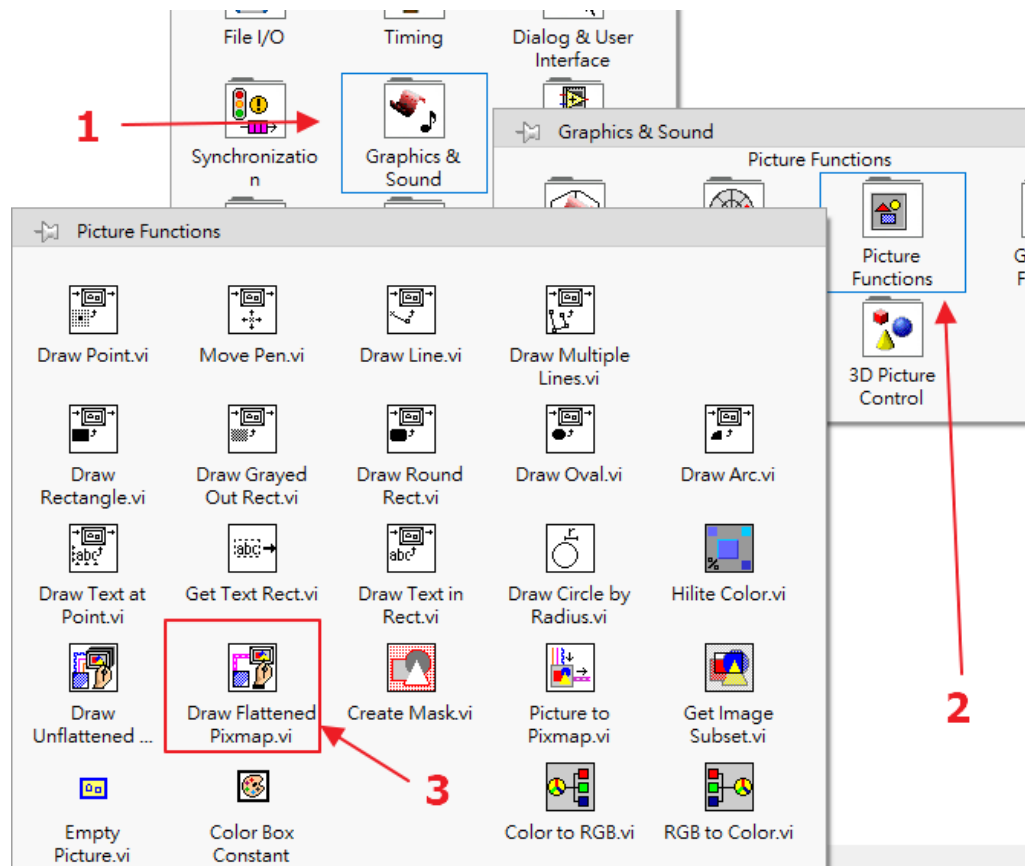 File I/O
Timing
Dialog & User
Interface
1
Synchronizatio
n
Graphics &
Sound
Graphics & Sound
Picture Functions
Picture
Functions
G
F
3D Picture
Control
2
Picture Functions
Draw Point.vi
Move Pen.vi
Draw Line.vi
Draw Multiple
Lines.vi
Draw
Rectangle.vi
Draw Grayed
Out Rect.vi
Draw Round
Rect.vi
Draw Oval.vi
Draw Arc.vi
abc
Draw Text at
Point.vi
abc
Get Text Rect.vi
abc
Draw Text in
Rect.vi
r
Draw Circle by
Radius.vi
%
Hilite Color.vi
Draw
Unflattened ...
Draw Flattened
Pixmap.vi
Create Mask.vi
Picture to
Pixmap.vi
Get Image
Subset.vi
3
Empty
Picture.vi
Color Box
Constant
Color to RGB.vi
RGB to Color.vi